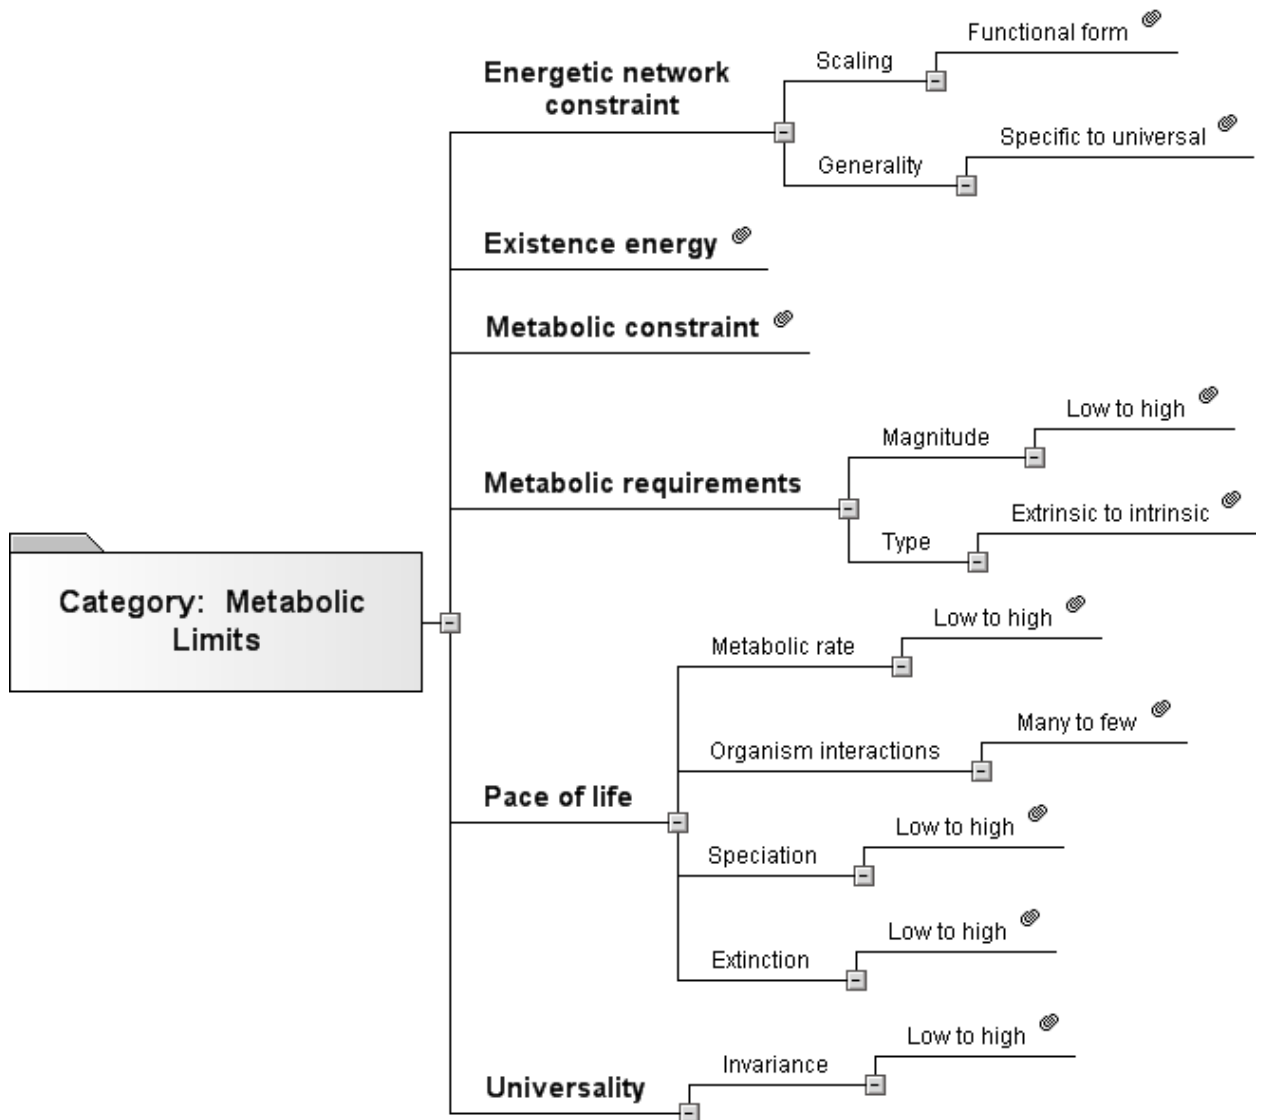 Category: Metabolic
Limits
Energetic network
constraint
Scaling
Functional form
Generality
Specific to universal
Existence energy
Metabolic constraint
Metabolic requirements
Magnitude
Low to high
Type
Extrinsic to intrinsic
Pace of life
Metabolic rate
Low to high
Organism interactions
Many to few
Speciation
Low to high
Extinction
Low to high
Universality
Invariance
Low to high